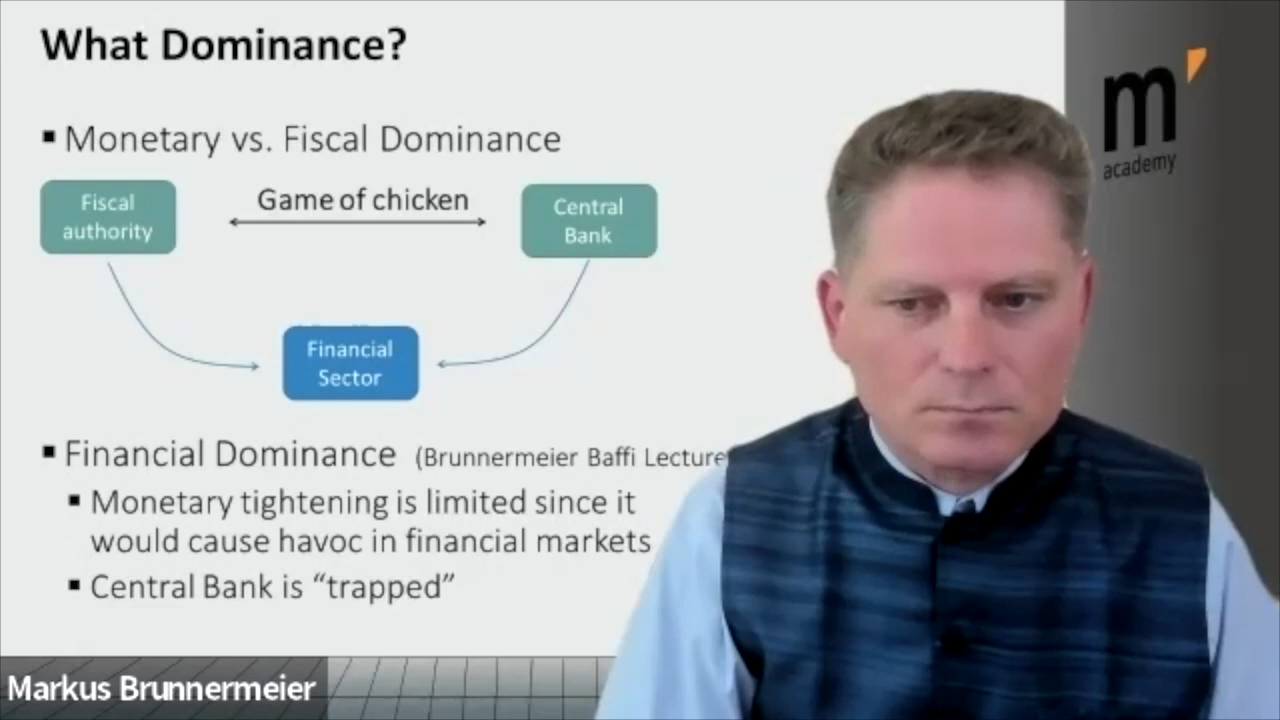 What Dominance?
Monetary vs. Fiscal Dominance
Fiscal
authority
Game of chicken
Central
Bank
Financial
Sector
Financial Dominance (Brunnermeier Baffi Lecture
Monetary tightening is limited since it
would cause havoc in financial markets
Central Bank is “trapped”
m'
academy
Markus Brunnermeier